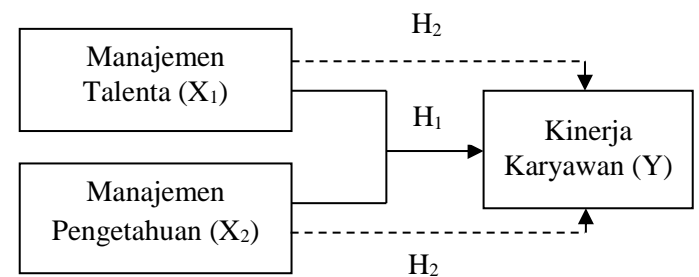 H₂
Manajemen
Talenta (X₁)
H₁
Kinerja
Karyawan (Y)
Manajemen
Pengetahuan (X₂)
H₂